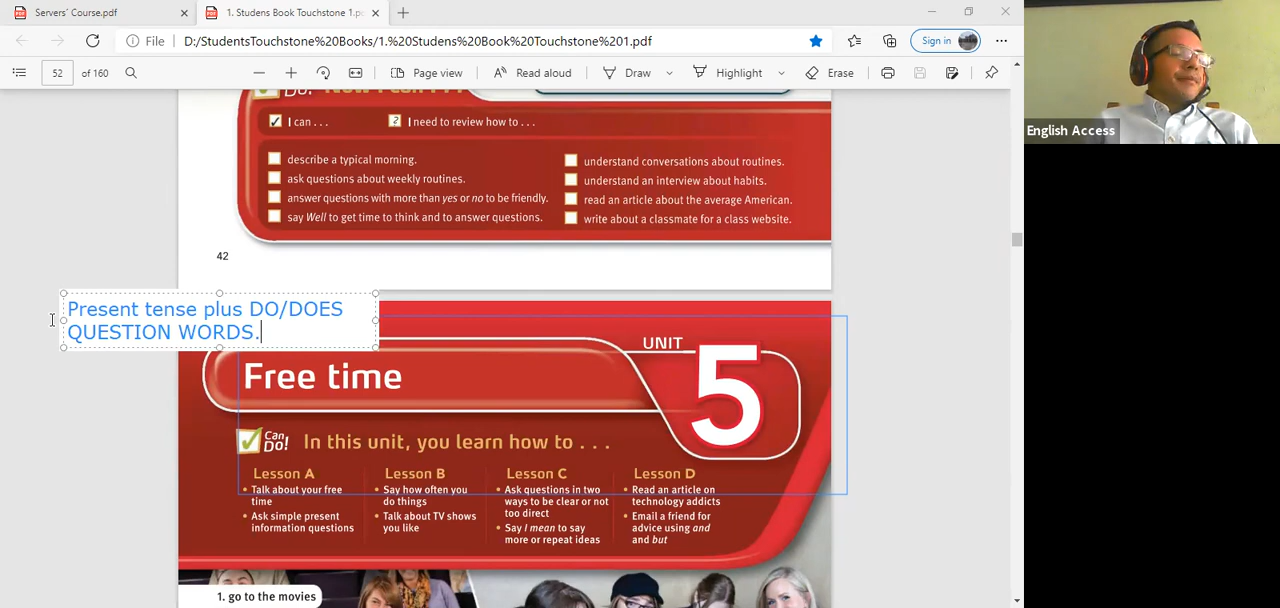 Servers' Course.pdf
1. Studens Book Touchstone 1.pc
File
D:/StudentsTouchstone%20Books/1.%20Studens%20Book%20Touchstone%201.pdf
Sign in
52
of 160
Page view
Read aloud
Draw
Highlight
Erase
English Access
Do! Now I can . . .
I can . . .
I need to review how to . . .
describe a typical morning.
understand conversations about routines.
ask questions about weekly routines.
understand an interview about habits.
answer questions with more than yes or no to be friendly.
read an article about the average American.
say Well to get time to think and to answer questions.
write about a classmate for a class website.
42
Present tense plus DO/DOES
QUESTION WORDS.
UNIT
5
Free time
Can
Do!
In this unit, you learn how to . . .
Lesson A
• Talk about your free
time
• Ask simple present
information questions
Lesson B
• Say how often you
do things
• Talk about TV shows
you like
Lesson C
• Ask questions in two
ways to be clear or not
too direct
• Say I mean to say
more or repeat ideas
Lesson D
• Read an article on
technology addicts
• Email a friend for
advice using and
and but
1. go to the movies